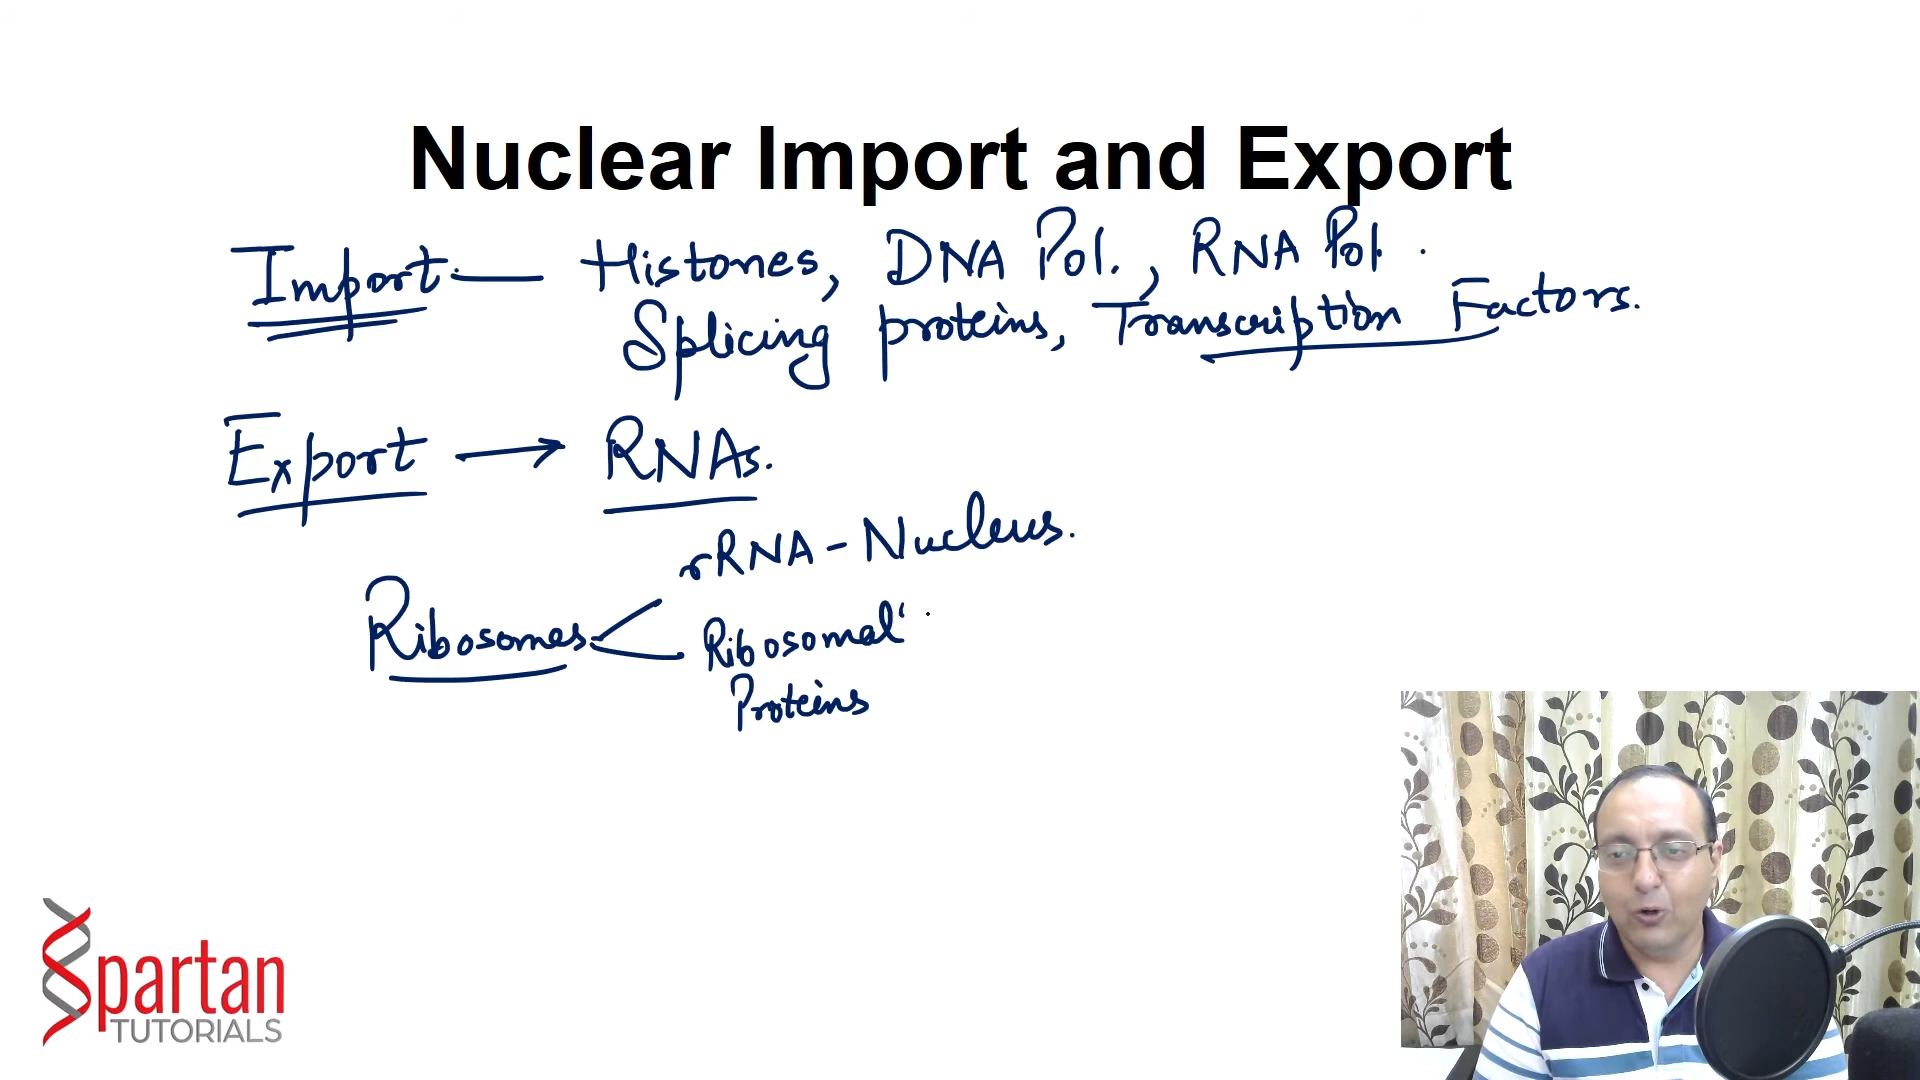 Nuclear Import and Export
Import — Histones, DNA Pol., RNA Pol.
Splicing proteins, Transcription Factors.
Export → RNAs.
rRNA - Nucleus.
Ribosomes
Ribosomal
Proteins
Spartan
TUTORIALS